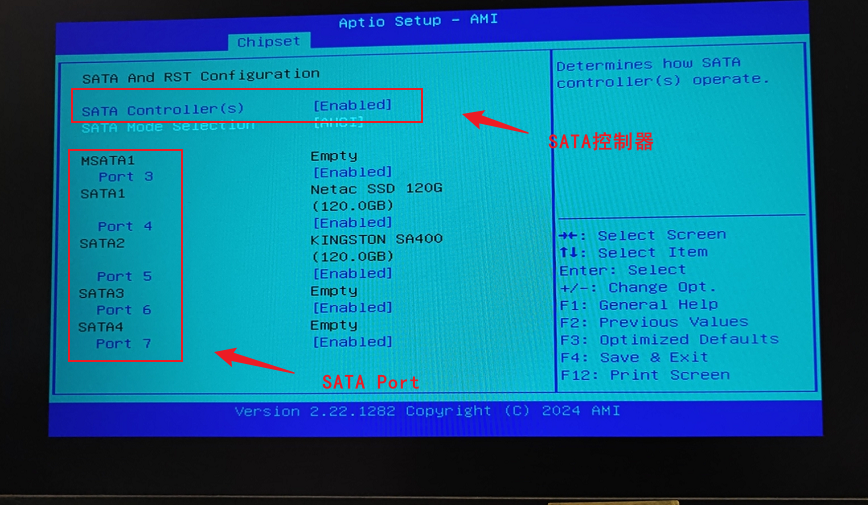 Aptio Setup - AMI
Chipset
SATA And RST Configuration
SATA Controller(s) [Enabled]
SATA Mode Selection [AHCI]
MSATA1 Empty
Port 3 [Enabled]
SATA1 Netac SSD 120G
(120.0GB)
Port 4 [Enabled]
SATA2 KINGSTON SA400
(120.0GB)
Port 5 [Enabled]
SATA3 Empty
Port 6 [Enabled]
SATA4 Empty
Port 7 [Enabled]
Determines how SATA
controller(s) operate.
SATA控制器
SATA Port
→←: Select Screen
↑↓: Select Item
Enter: Select
+/-: Change Opt.
F1: General Help
F2: Previous Values
F3: Optimized Defaults
F4: Save & Exit
F12: Print Screen
Version 2.22.1282 Copyright (C) 2024 AMI